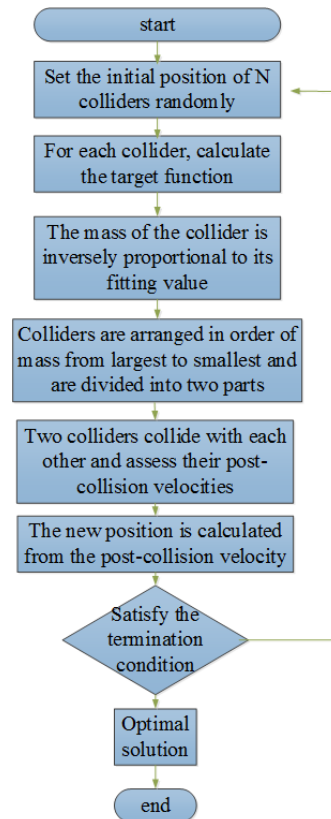 start
Set the initial position of N
colliders randomly
For each collider, calculate
the target function
The mass of the collider is
inversely proportional to its
fitting value
Colliders are arranged in order of
mass from largest to smallest and
are divided into two parts
Two colliders collide with each
other and assess their post-
collision velocities
The new position is calculated
from the post-collision velocity
Satisfy the
termination
condition
Optimal
solution
end